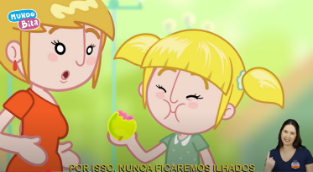 MUNDO
Bita
POR ISSO, NUNCA FICAREMOS ILHADOS